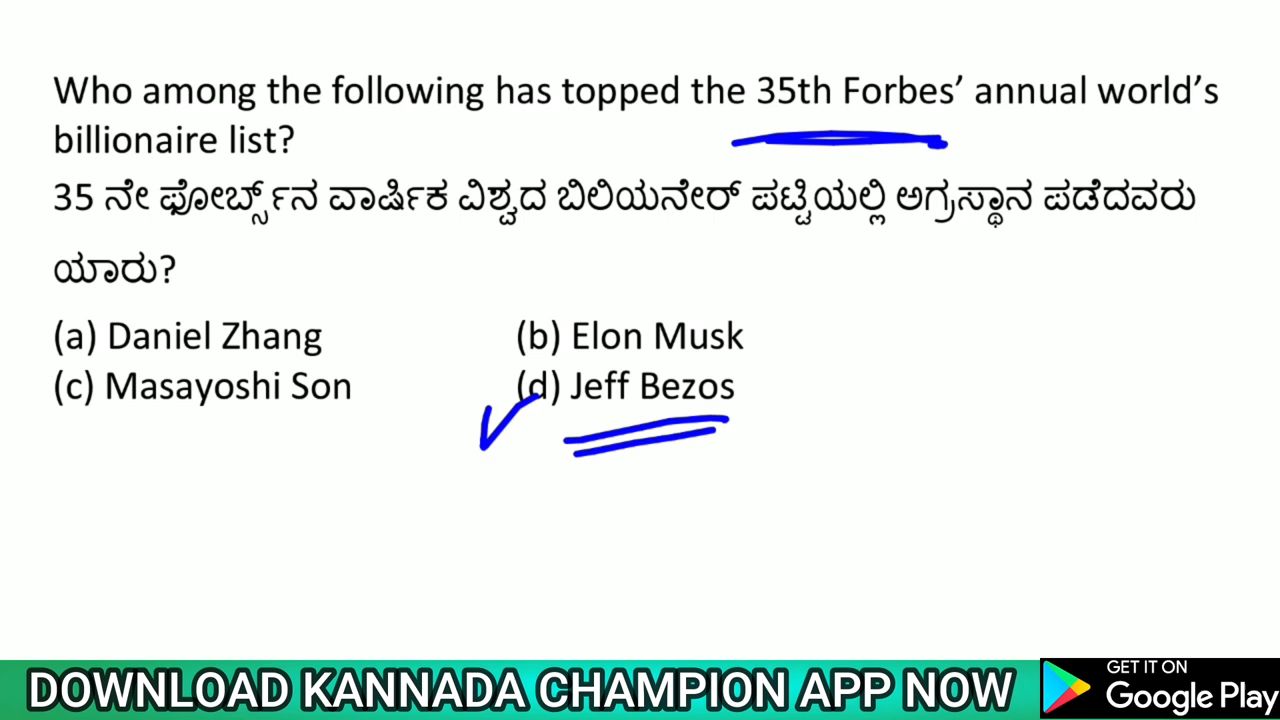 Who among the following has topped the 35th Forbes’ annual world’s
billionaire list?
35 ನೇ ಫೋರ್ಬ್ಸ್‌ನ ವಾರ್ಷಿಕ ವಿಶ್ವದ ಬಿಲಿಯನೇರ್ ಪಟ್ಟಿಯಲ್ಲಿ ಅಗ್ರಸ್ಥಾನ ಪಡೆದವರು
ಯಾರು?
(a) Daniel Zhang (b) Elon Musk
(c) Masayoshi Son (d) Jeff Bezos
DOWNLOAD KANNADA CHAMPION APP NOW
GET IT ON
Google Play